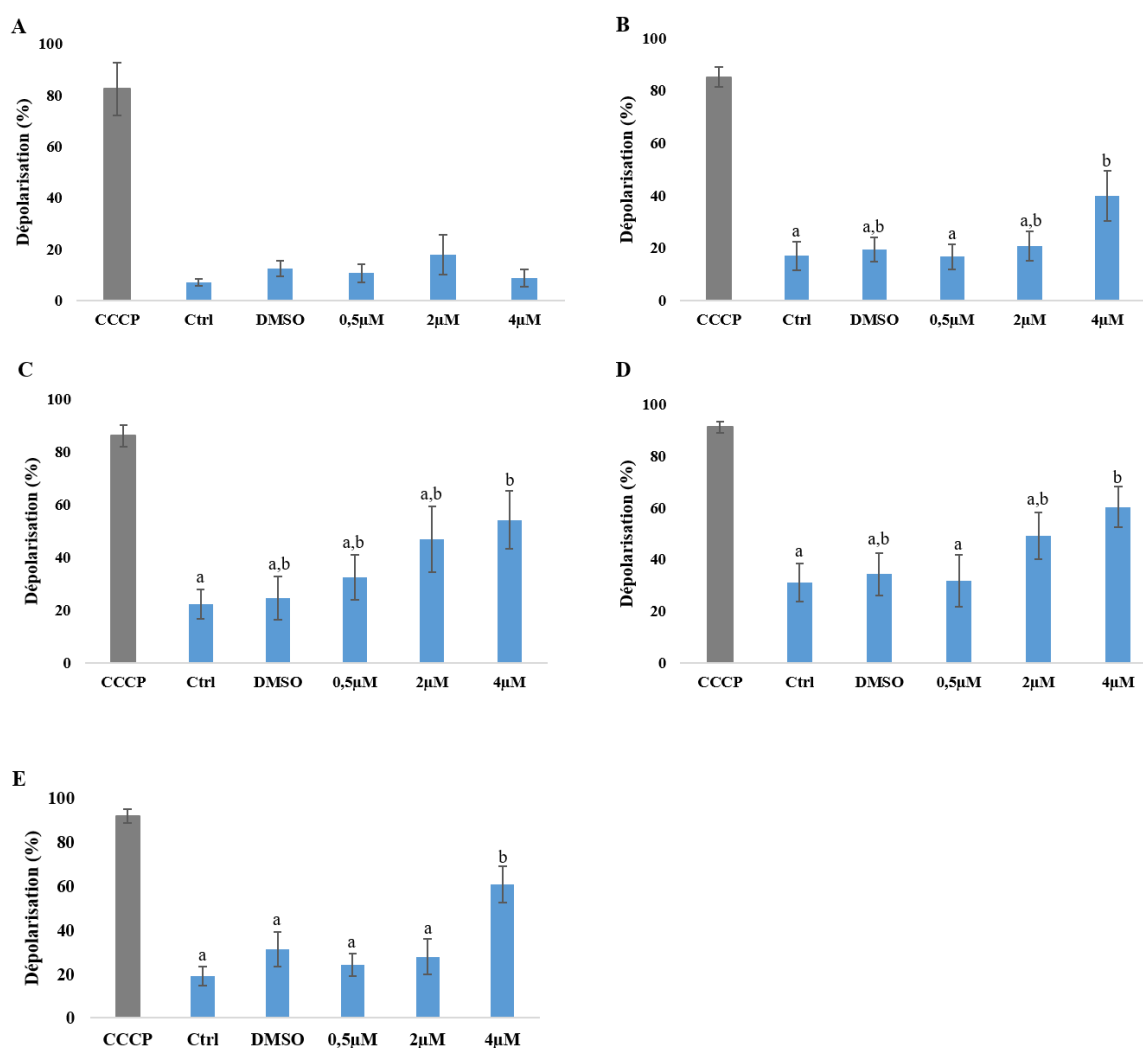 A
Dépolarisation (%)
100
80
60
40
20
0
CCCP Ctrl DMSO 0,5µM 2µM 4µM
B
Dépolarisation (%)
100
80
60
40
20
0
a a,b a a,b b
CCCP Ctrl DMSO 0,5µM 2µM 4µM
C
Dépolarisation (%)
100
80
60
40
20
0
a a,b a,b a,b b
CCCP Ctrl DMSO 0,5µM 2µM 4µM
D
Dépolarisation (%)
100
80
60
40
20
0
a a,b a a,b b
CCCP Ctrl DMSO 0,5µM 2µM 4µM
E
Dépolarisation (%)
100
80
60
40
20
0
a a a a b
CCCP Ctrl DMSO 0,5µM 2µM 4µM